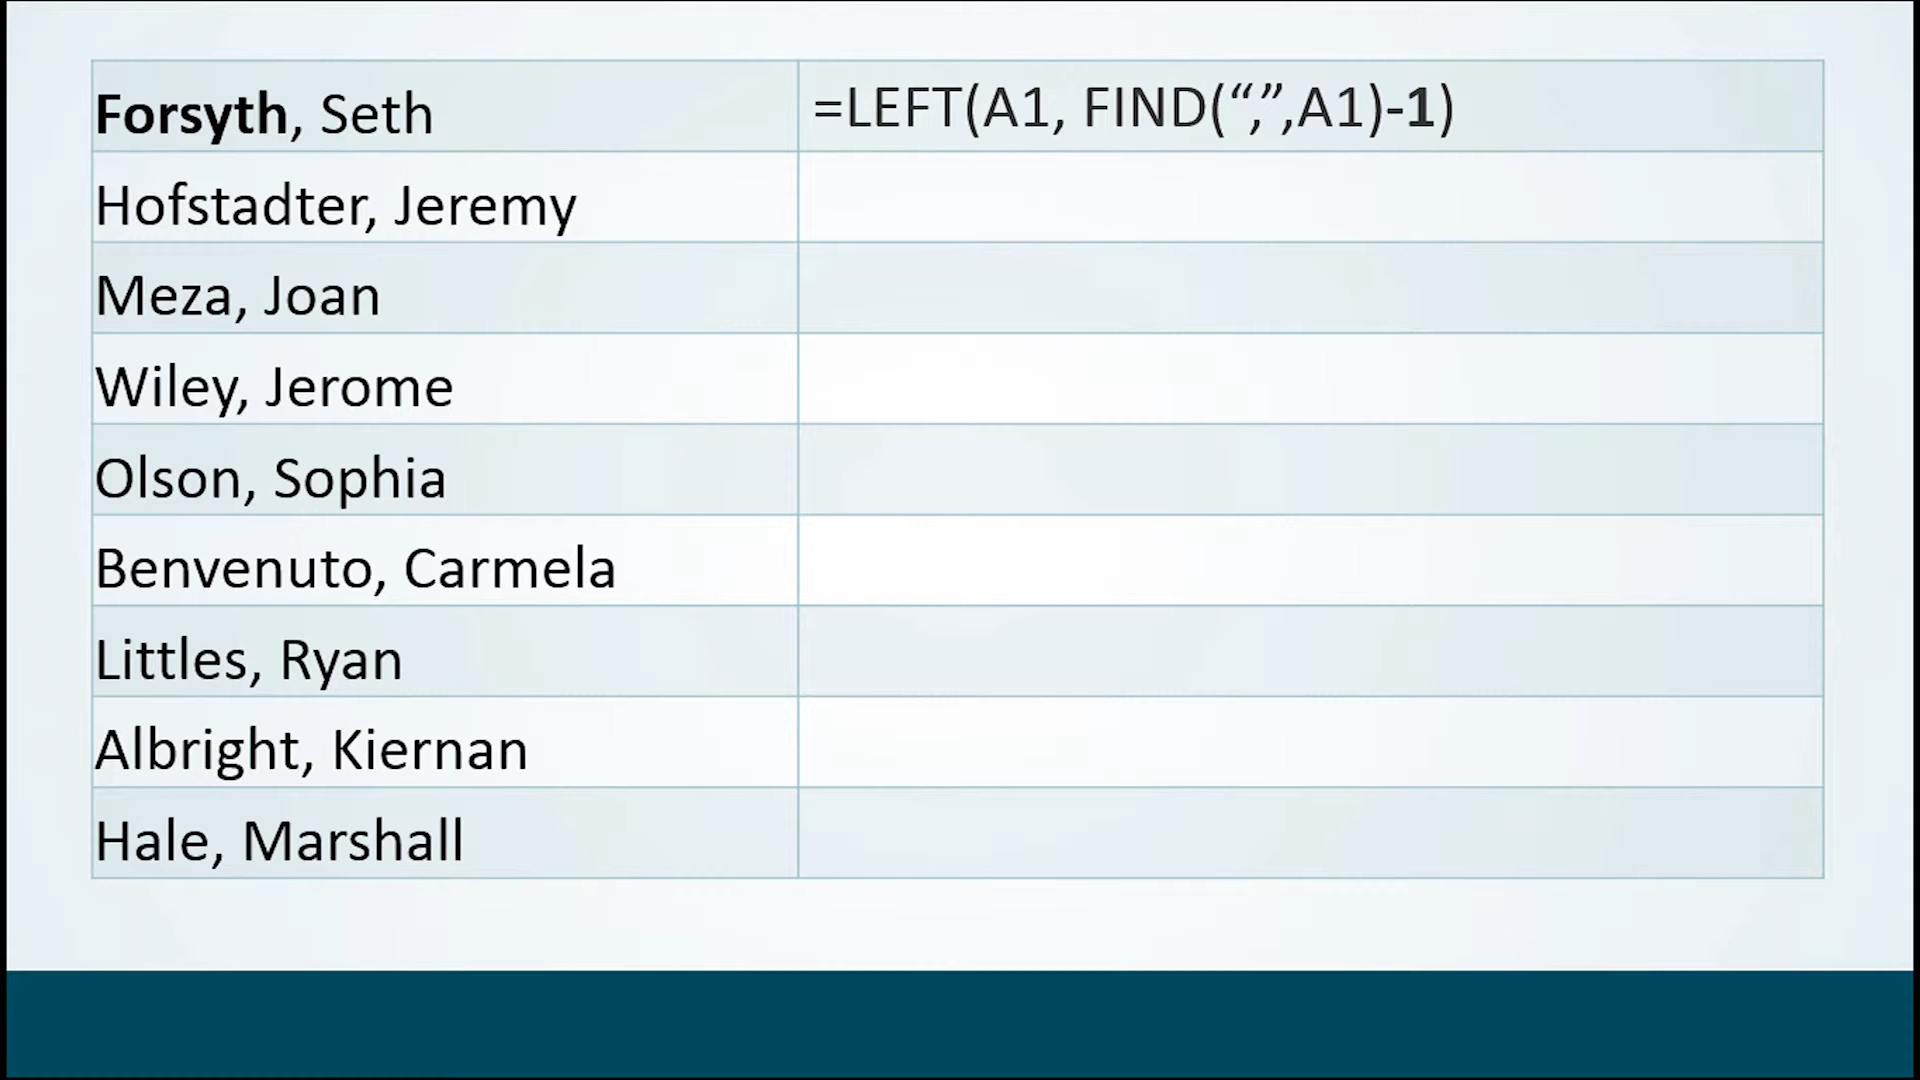 Forsyth, Seth
=LEFT(A1, FIND(“,”,A1)-1)
Hofstadter, Jeremy
Meza, Joan
Wiley, Jerome
Olson, Sophia
Benvenuto, Carmela
Littles, Ryan
Albright, Kiernan
Hale, Marshall